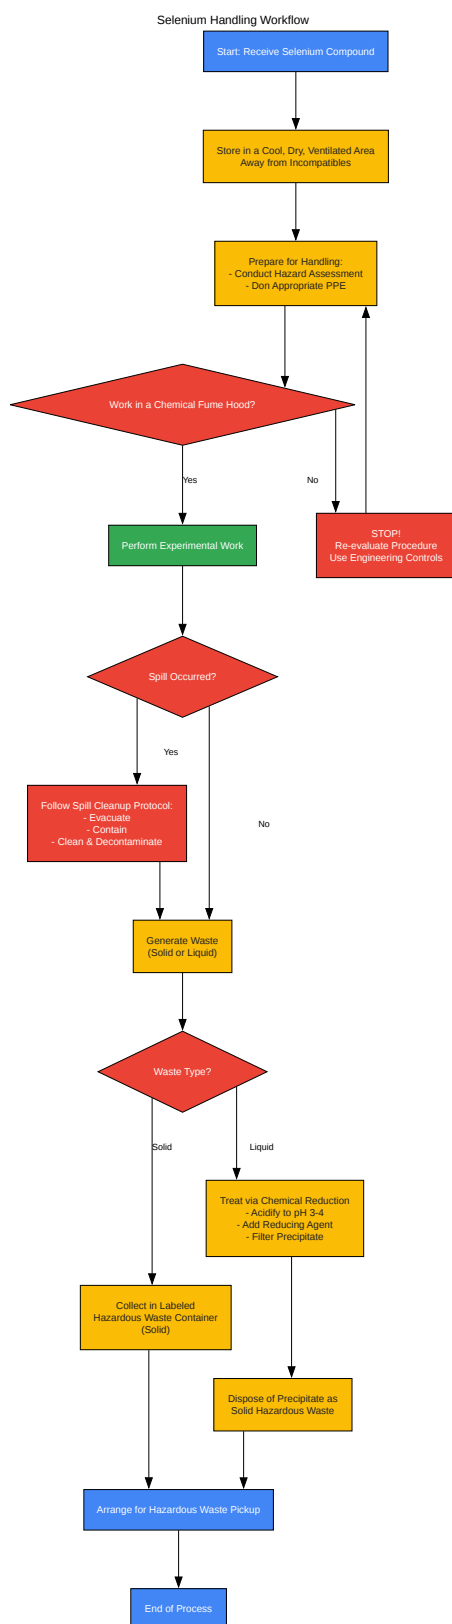 Selenium Handling Workflow
Start: Receive Selenium Compound
Store in a Cool, Dry, Ventilated Area
Away from Incompatibles
Prepare for Handling:
- Conduct Hazard Assessment
- Don Appropriate PPE
Work in a Chemical Fume Hood?
Yes
No
Perform Experimental Work
STOP!
Re-evaluate Procedure
Use Engineering Controls
Spill Occurred?
Yes
No
Follow Spill Cleanup Protocol:
- Evacuate
- Contain
- Clean & Decontaminate
Generate Waste
(Solid or Liquid)
Waste Type?
Solid
Liquid
Treat via Chemical Reduction
- Acidify to pH 3-4
- Add Reducing Agent
- Filter Precipitate
Collect in Labeled
Hazardous Waste Container
(Solid)
Dispose of Precipitate as
Solid Hazardous Waste
Arrange for Hazardous Waste Pickup
End of Process